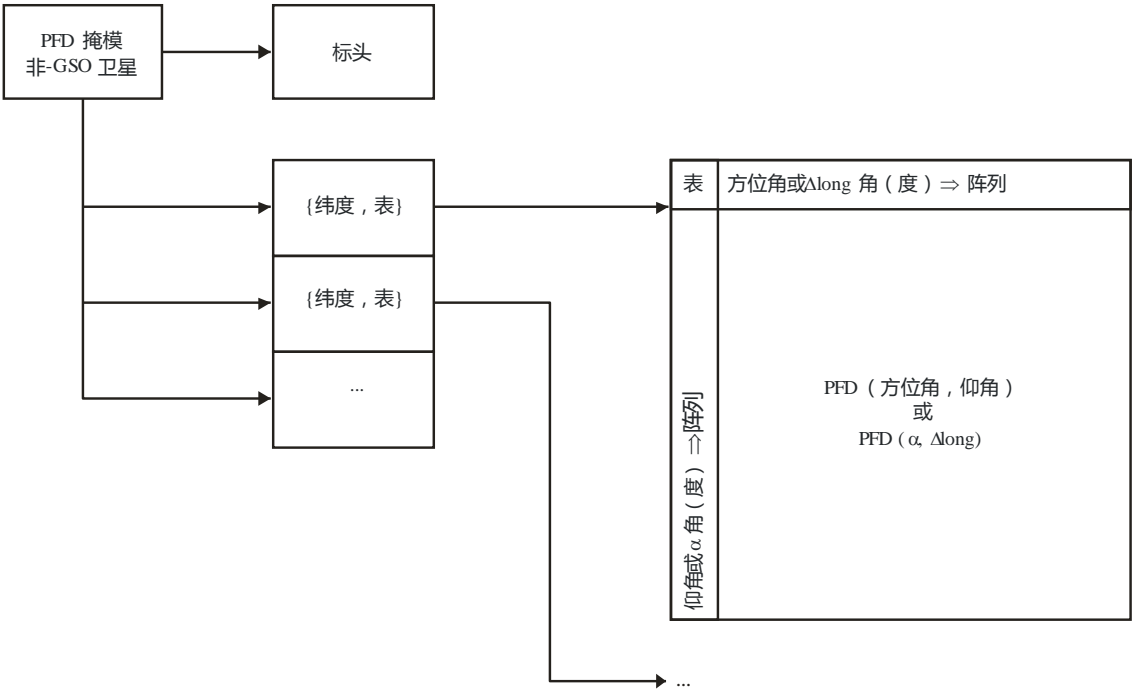 PFD 掩模
非-GSO 卫星
标头
{纬度，表}
{纬度，表}
...
表
方位角或Δlong 角（度）⇒ 阵列
仰角或α 角（度）⇒阵列
PFD（方位角，仰角）
或
PFD (α, Δlong)
...